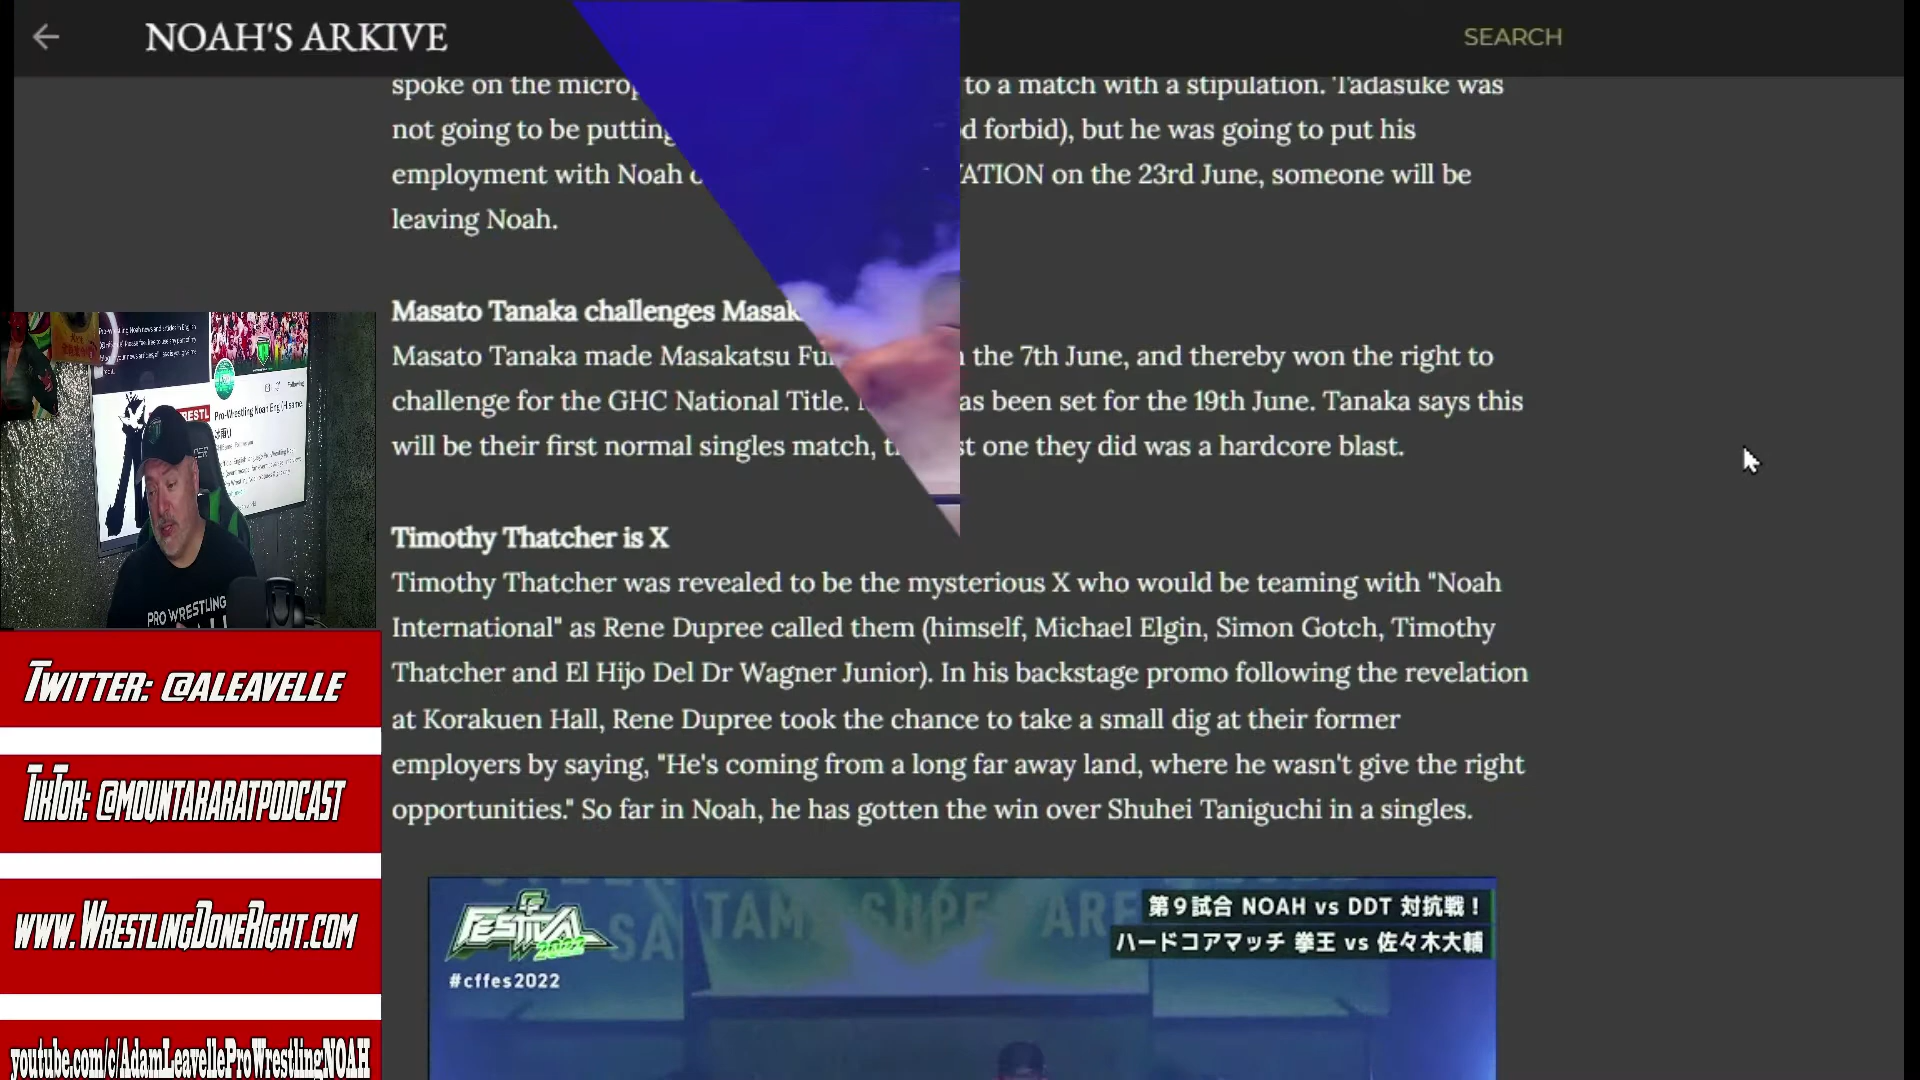 NOAH'S ARKIVE
SEARCH
spoke on the to a match with a stipulation. Tadasuke was
not going to be putting forbid), but he was going to put his
employment with Noah on the 23rd June, someone will be
leaving Noah.
Masato Tanaka challenges
Masato Tanaka made Masakatsu the 7th June, and thereby won the right to
challenge for the GHC National Title. as been set for the 19th June. Tanaka says this
will be their first normal singles match, one they did was a hardcore blast.
Timothy Thatcher is X
Timothy Thatcher was revealed to be the mysterious X who would be teaming with "Noah
International" as Rene Dupree called them (himself, Michael Elgin, Simon Gotch, Timothy
Thatcher and El Hijo Del Dr Wagner Junior). In his backstage promo following the revelation
at Korakuen Hall, Rene Dupree took the chance to take a small dig at their former
employers by saying, "He's coming from a long far away land, where he wasn't give the right
opportunities." So far in Noah, he has gotten the win over Shuhei Taniguchi in a singles.
Pro-Wrestling Noah Eng
PRO WRESTLING
TWITTER: @ALEAVELLE
TIKTOK: @MOUNTARARATPODCAST
WWW.WRESTLINGDONERIGHT.COM
youtube.com/c/AdamLeavelleProWrestlingNOAH
FESTIVAL
2022
#cffes2022
第9試合 NOAH vs DDT 対抗戦！
ハードコアマッチ 拳王 vs 佐々木大輔